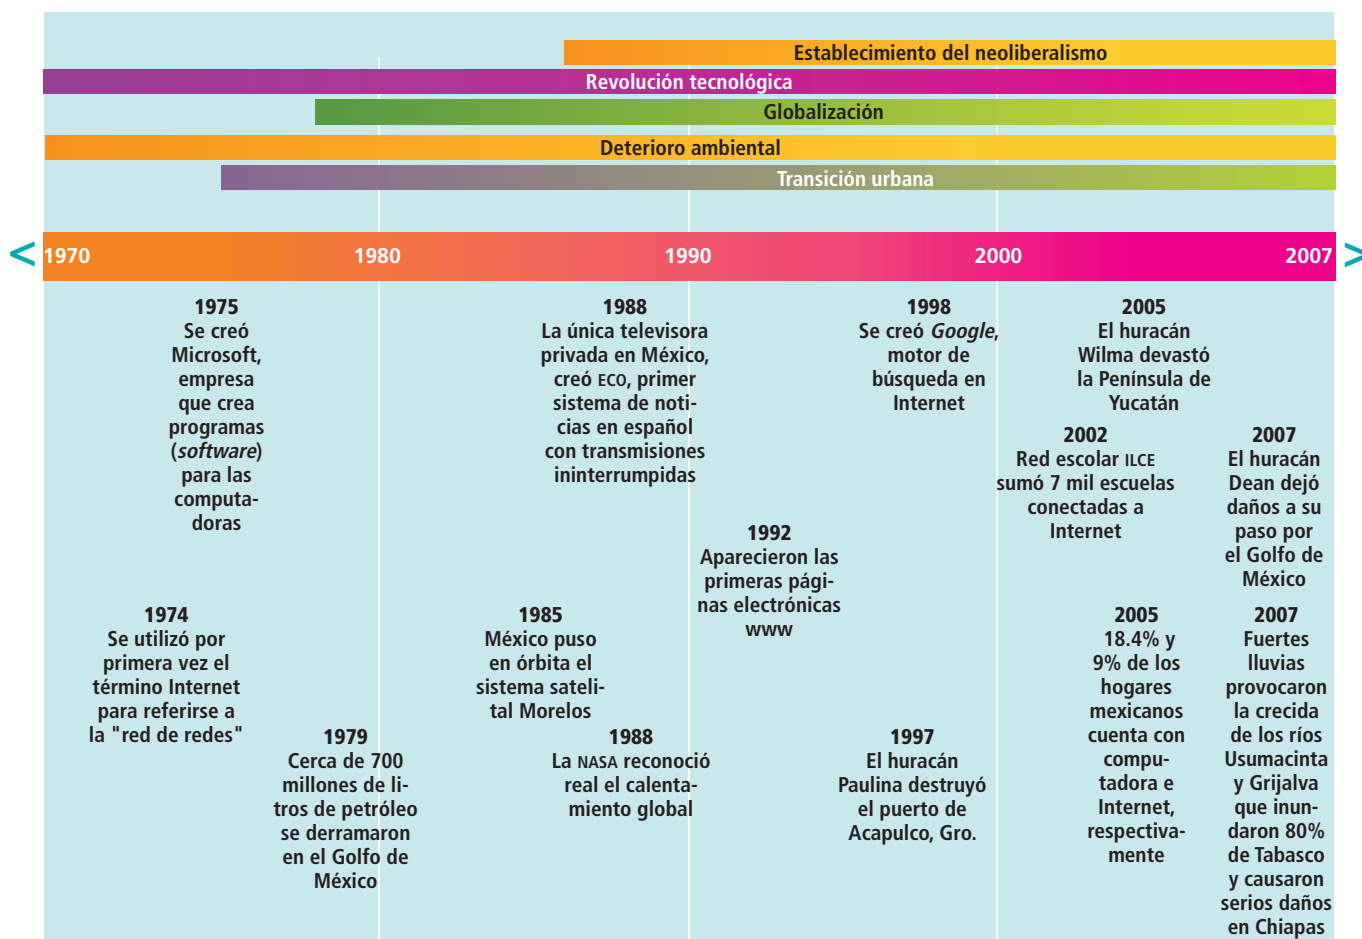 Establecimiento del neoliberalismo
Revolución tecnológica
Globalización
Deterioro ambiental
Transición urbana
< 1970 1980 1990 2000 2007 >
1975
Se creó
Microsoft,
empresa
que crea
programas
(software)
para las
computa-
doras
1974
Se utilizó por
primera vez el
término Internet
para referirse a
la "red de redes"
1979
Cerca de 700
millones de li-
tros de petróleo
se derramaron
en el Golfo de
México
1988
La única televisora
privada en México,
creó ECO, primer
sistema de noti-
cias en español
con transmisiones
ininterrumpidas
1985
México puso
en órbita el
sistema sateli-
tal Morelos
1988
La NASA reconoció
real el calenta-
miento global
1992
Aparecieron las
primeras pági-
nas electrónicas
www
1998
Se creó Google,
motor de
búsqueda en
Internet
1997
El huracán
Paulina destruyó
el puerto de
Acapulco, Gro.
2005
El huracán
Wilma devastó
la Península de
Yucatán
2002
Red escolar ILCE
sumó 7 mil escuelas
conectadas a
Internet
2005
18.4% y
9% de los
hogares
mexicanos
cuenta con
compu-
tadora e
Internet,
respectiva-
mente
2007
El huracán
Dean dejó
daños a su
paso por
el Golfo de
México
2007
Fuertes
lluvias
provocaron
la crecida
de los ríos
Usumacinta
y Grijalva
que inun-
daron 80%
de Tabasco
y causaron
serios daños
en Chiapas